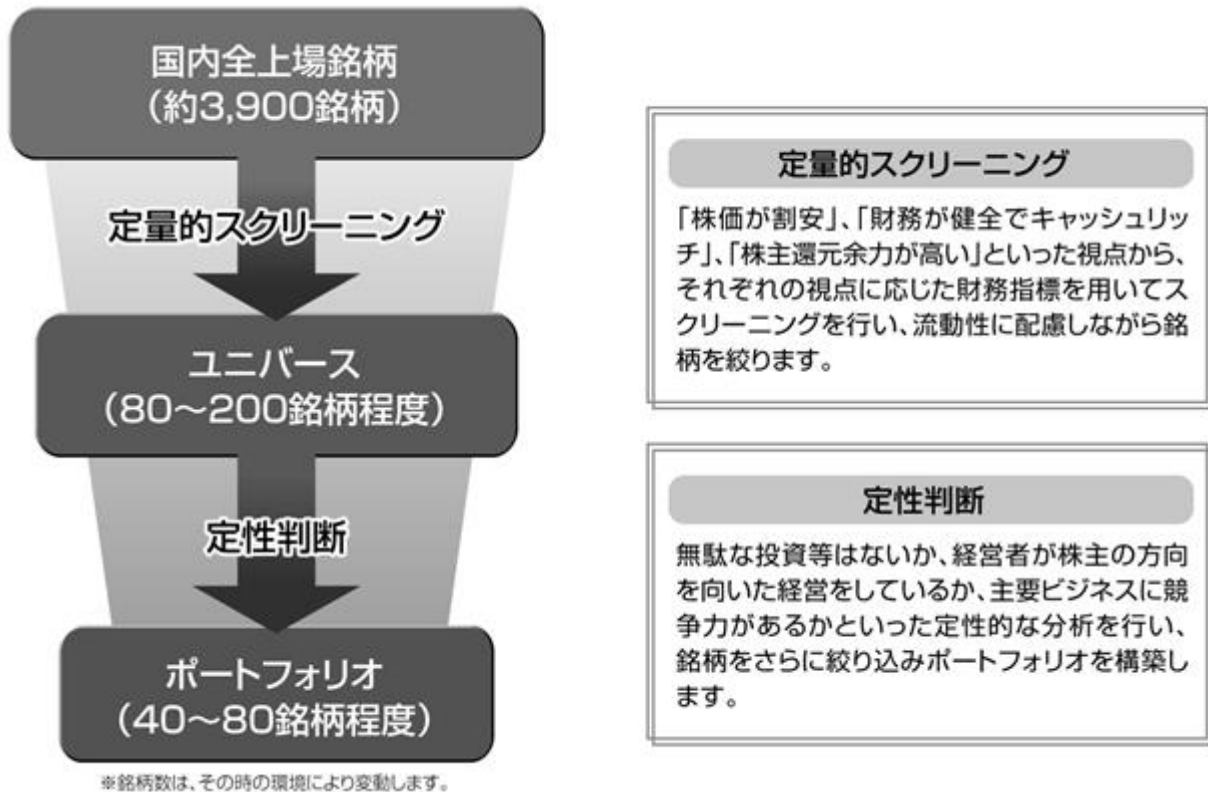 国内全上場銘柄
（約3,900銘柄）
定量的スクリーニング
ユニバース
（80～200銘柄程度）
定性判断
ポートフォリオ
（40～80銘柄程度）
※銘柄数は、その時の環境により変動します。
定量的スクリーニング
「株価が割安」、「財務が健全でキャッシュリッ
チ」、「株主還元余力が高い」といった視点から、
それぞれの視点に応じた財務指標を用いてス
クリーニングを行い、流動性に配慮しながら銘
柄を絞ります。
定性判断
無駄な投資等はないか、経営者が株主の方向
を向いた経営をしているか、主要ビジネスに競
争力があるかといった定性的な分析を行い、
銘柄をさらに絞り込みポートフォリオを構築し
ます。